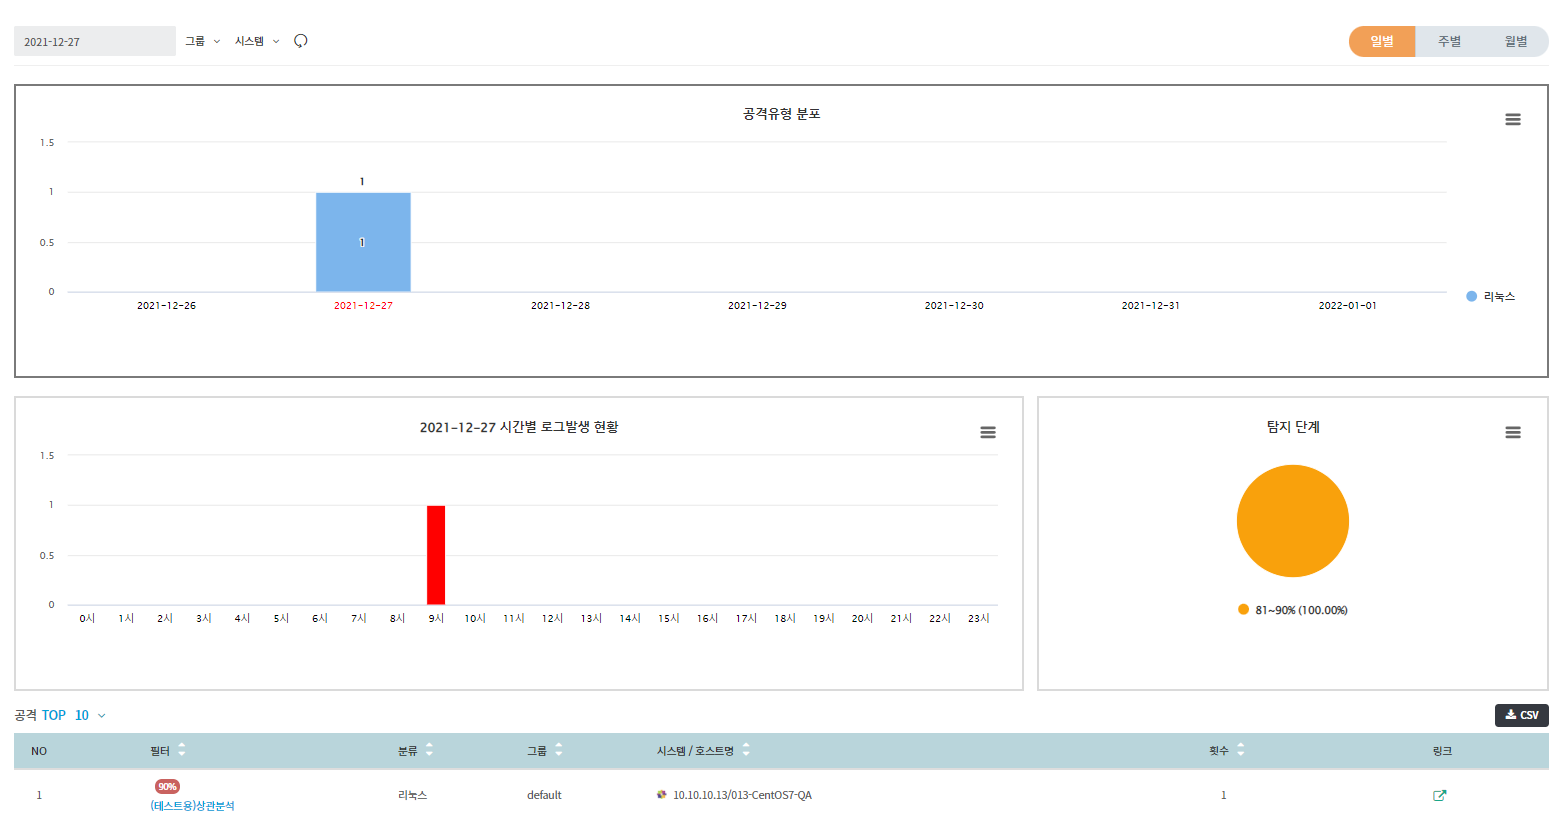 2021-12-27 그룹 시스템 일별 주별 월별
공격유형 분포
1.5
1
0.5
0
1
1
2021-12-26 2021-12-27 2021-12-28 2021-12-29 2021-12-30 2021-12-31 2022-01-01
리눅스
2021-12-27 시간별 로그발생 현황
1.5
1
0.5
0
0시 1시 2시 3시 4시 5시 6시 7시 8시 9시 10시 11시 12시 13시 14시 15시 16시 17시 18시 19시 20시 21시 22시 23시
탐지 단계
81~90% (100.00%)
공격 TOP 10 CSV
NO 필터 분류 그룹 시스템 / 호스트명 횟수 링크
90%
1 (테스트용)상관분석 리눅스 default 10.10.10.13/013-CentOS7-QA 1